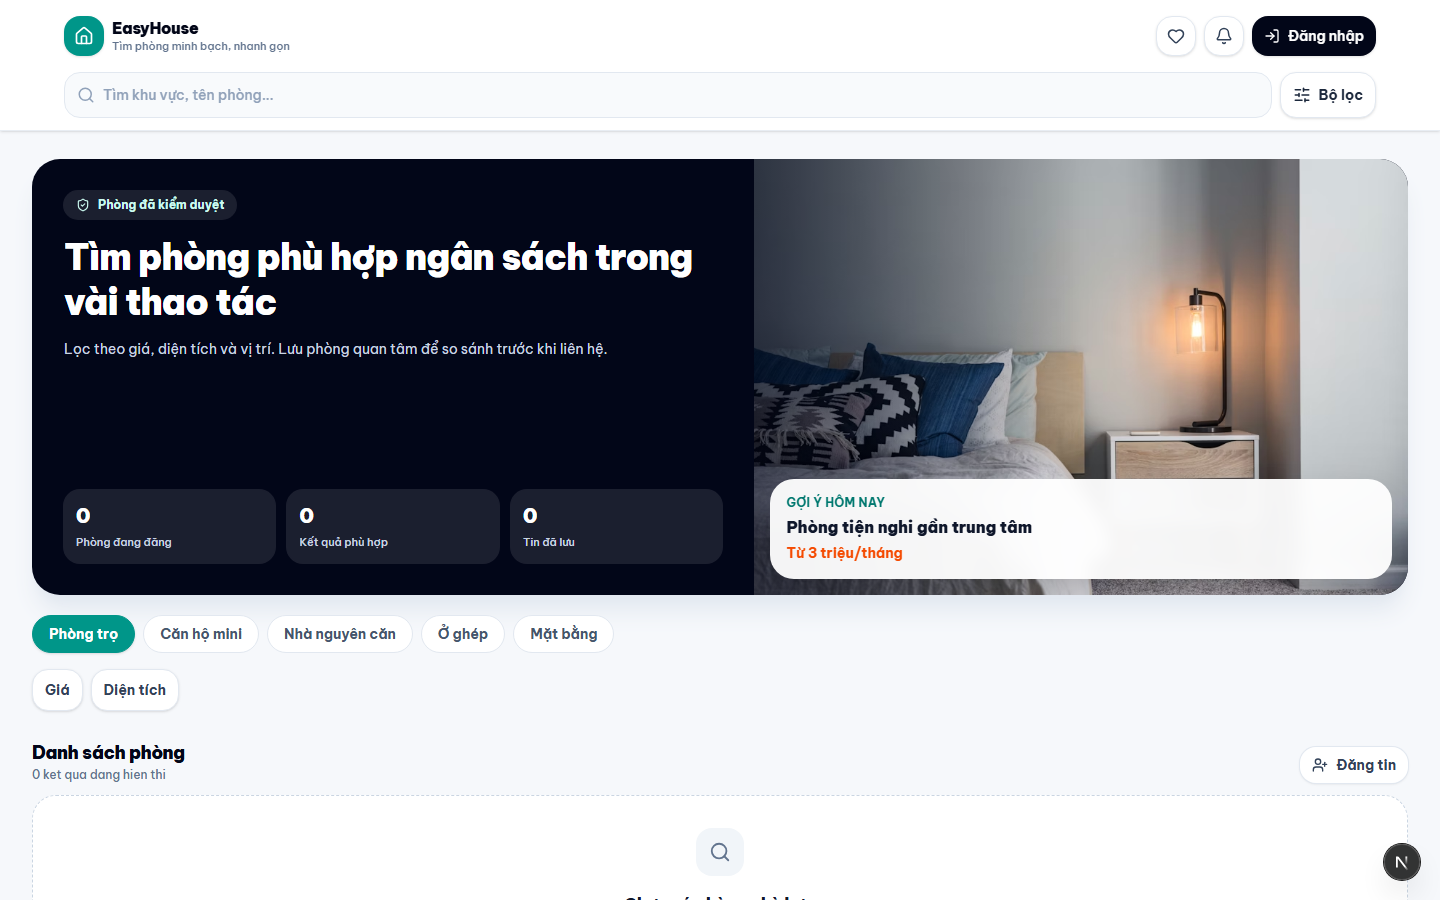 EasyHouse
Tìm phòng minh bạch, nhanh gọn
Đăng nhập
Tìm khu vực, tên phòng...
Bộ lọc
Phòng đã kiểm duyệt
Tìm phòng phù hợp ngân sách trong
vài thao tác
Lọc theo giá, diện tích và vị trí. Lưu phòng quan tâm để so sánh trước khi liên hệ.
0
Phòng đang đăng
0
Kết quả phù hợp
0
Tin đã lưu
GỢI Ý HÔM NAY
Phòng tiện nghi gần trung tâm
Từ 3 triệu/tháng
Phòng trọ
Căn hộ mini
Nhà nguyên căn
Ở ghép
Mặt bằng
Giá
Diện tích
Danh sách phòng
0 ket qua dang hien thi
Đăng tin
N